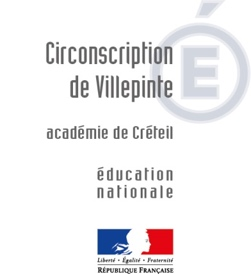 Circonscription
de Villepinte
É
académie de Créteil
éducation
nationale
Liberté • Égalité • Fraternité
RÉPUBLIQUE FRANÇAISE